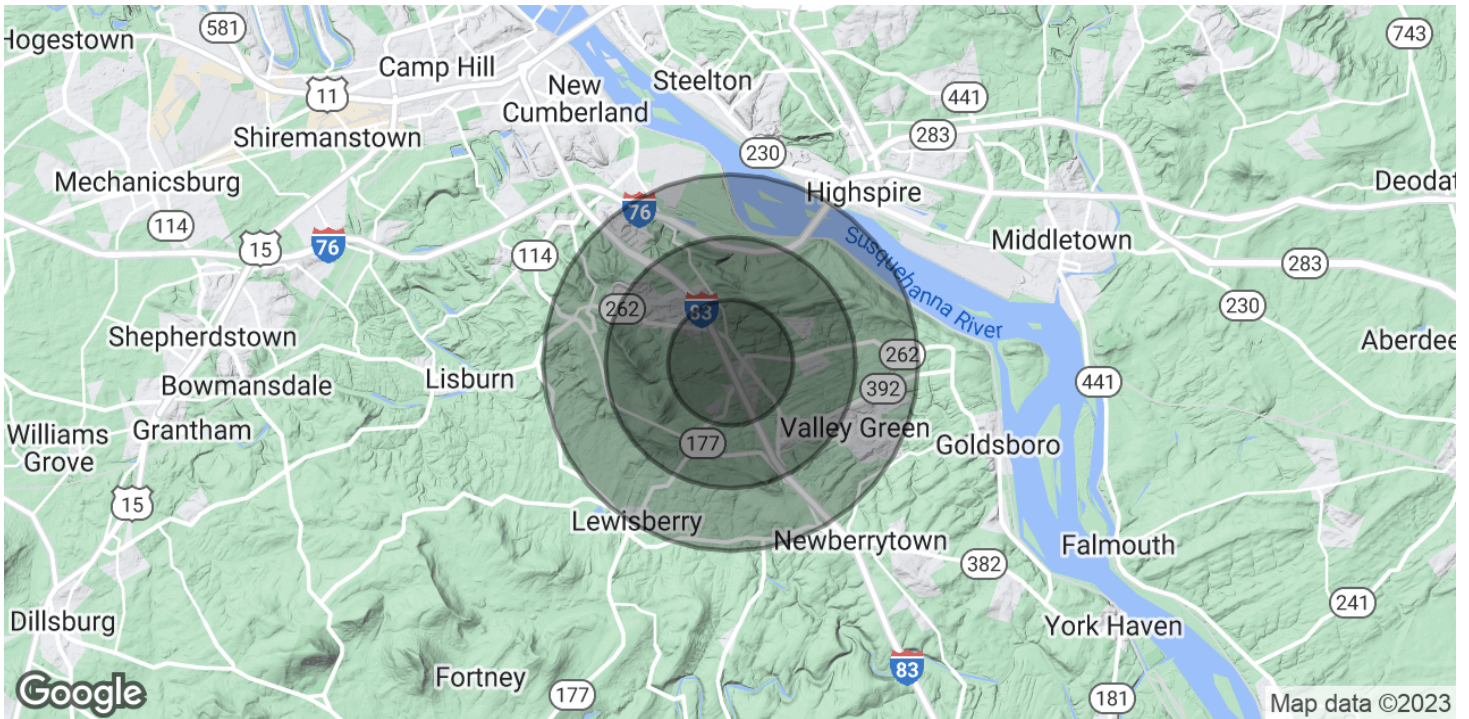 Hogestown
581
743
Camp Hill
11
New
Cumberland
Steelton
441
283
Shiremanstown
230
Mechanicsburg
Highspire
Deodat
76
114
15
76
114
Middletown
Susquehanna River
283
262
83
230
Shepherdstown
Aberdee
262
Bowmansdale
Lisburn
392
441
Williams
Grove
Grantham
177
Valley Green
Goldsboro
15
Lewisberry
Newberrytown
Falmouth
382
241
Dillsburg
York Haven
Fortney
83
177
181
Google
Map data ©2023